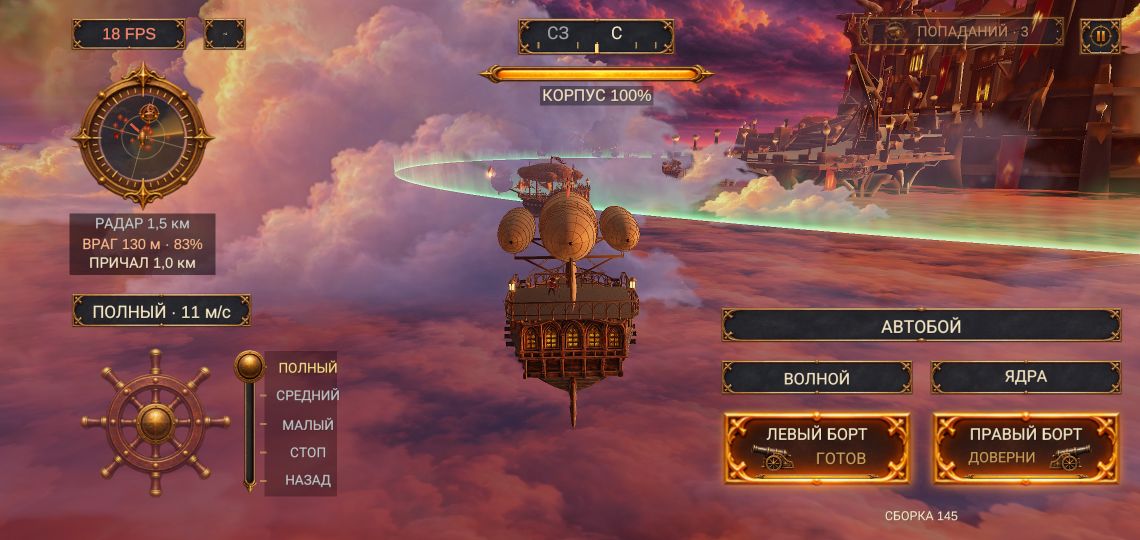 18 FPS
СЗ
С
ПОПАДАНИЙ · 3
КОРПУС 100%
РАДАР 1,5 км
ВРАГ 130 м · 83%
ПРИЧАЛ 1,0 км
ПОЛНЫЙ · 11 м/с
ПОЛНЫЙ
СРЕДНИЙ
МАЛЫЙ
СТОП
НАЗАД
АВТОБОЙ
ВОЛНОЙ
ЯДРА
ЛЕВЫЙ БОРТ
ГОТОВ
ПРАВЫЙ БОРТ
ДОВЕРНИ
СБОРКА 145